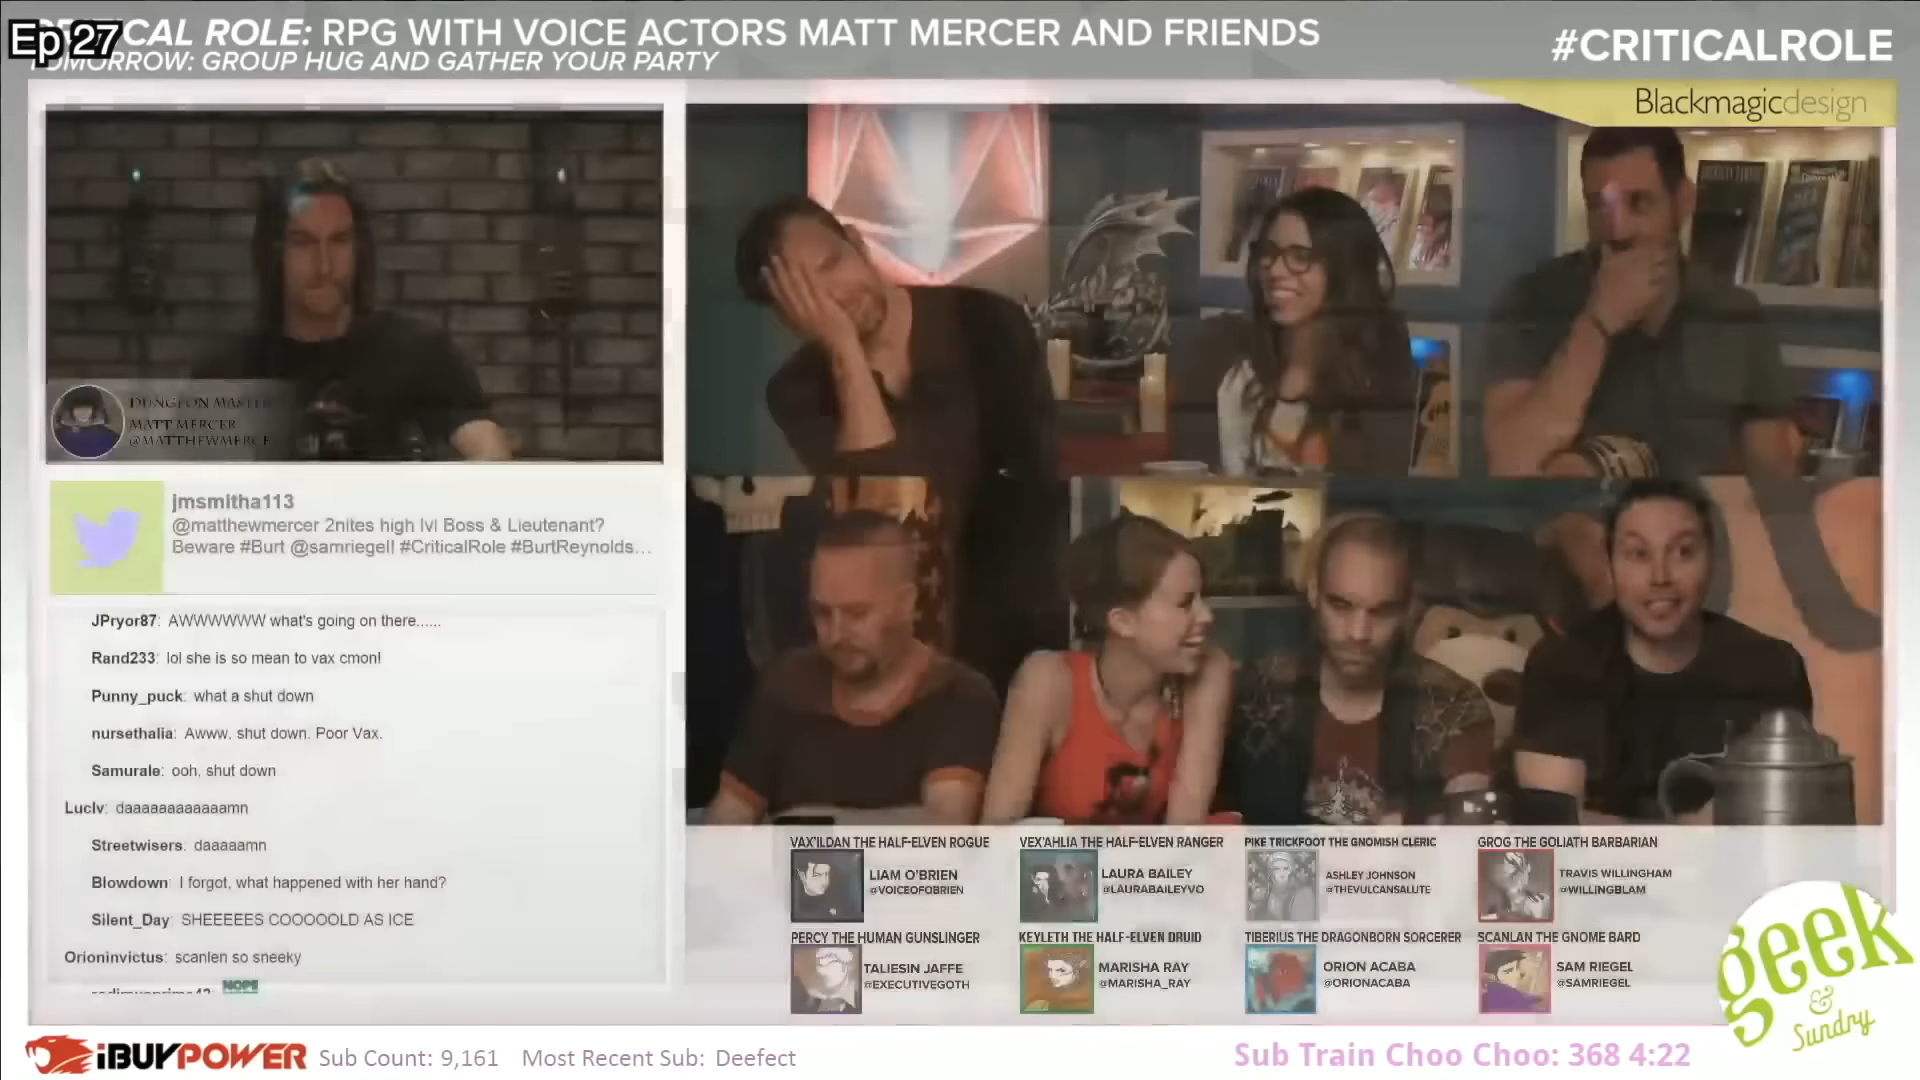 Ep 27
CRITICAL ROLE: RPG WITH VOICE ACTORS MATT MERCER AND FRIENDS
TOMORROW: GROUP HUG AND GATHER YOUR PARTY
#CRITICALROLE
Blackmagicdesign
DUNGEON MASTER
MATT MERCER
@MATTHEWMERCE
jmsmitha113
@matthewmercer 2nites high lvl Boss & Lieutenant?
Beware #Burt @samriegell #CriticalRole #BurtReynolds...
JPryor87: AWWWWWW what's going on there......
Rand233: lol she is so mean to vax cmon!
Punny_puck: what a shut down
nursethalia: Awww, shut down. Poor Vax.
Samurale: ooh, shut down
Luclv: daaaaaaaaaaaamn
Streetwisers: daaaaamn
Blowdown: I forgot, what happened with her hand?
Silent_Day: SHEEEEES COOOOOLD AS ICE
Orioninvictus: scanlen so sneeky
NOPE
VAX'ILDAN THE HALF-ELVEN ROGUE
LIAM O'BRIEN
@VOICEOFOBRIEN
VEX'AHLIA THE HALF-ELVEN RANGER
LAURA BAILEY
@LAURABAILEYVO
PIKE TRICKFOOT THE GNOMISH CLERIC
ASHLEY JOHNSON
@THEVULCANSALUTE
GROG THE GOLIATH BARBARIAN
TRAVIS WILLINGHAM
@WILLINGBLAM
PERCY THE HUMAN GUNSLINGER
TALIESIN JAFFE
@EXECUTIVEGOTH
KEYLETH THE HALF-ELVEN DRUID
MARISHA RAY
@MARISHA_RAY
TIBERIUS THE DRAGONBORN SORCERER
ORION ACABA
@ORIONACABA
SCANLAN THE GNOME BARD
SAM RIEGEL
@SAMRIEGEL
geek
&
Sundry
iBUYPOWER
Sub Count: 9,161 Most Recent Sub: Deefect
Sub Train Choo Choo: 368 4:22